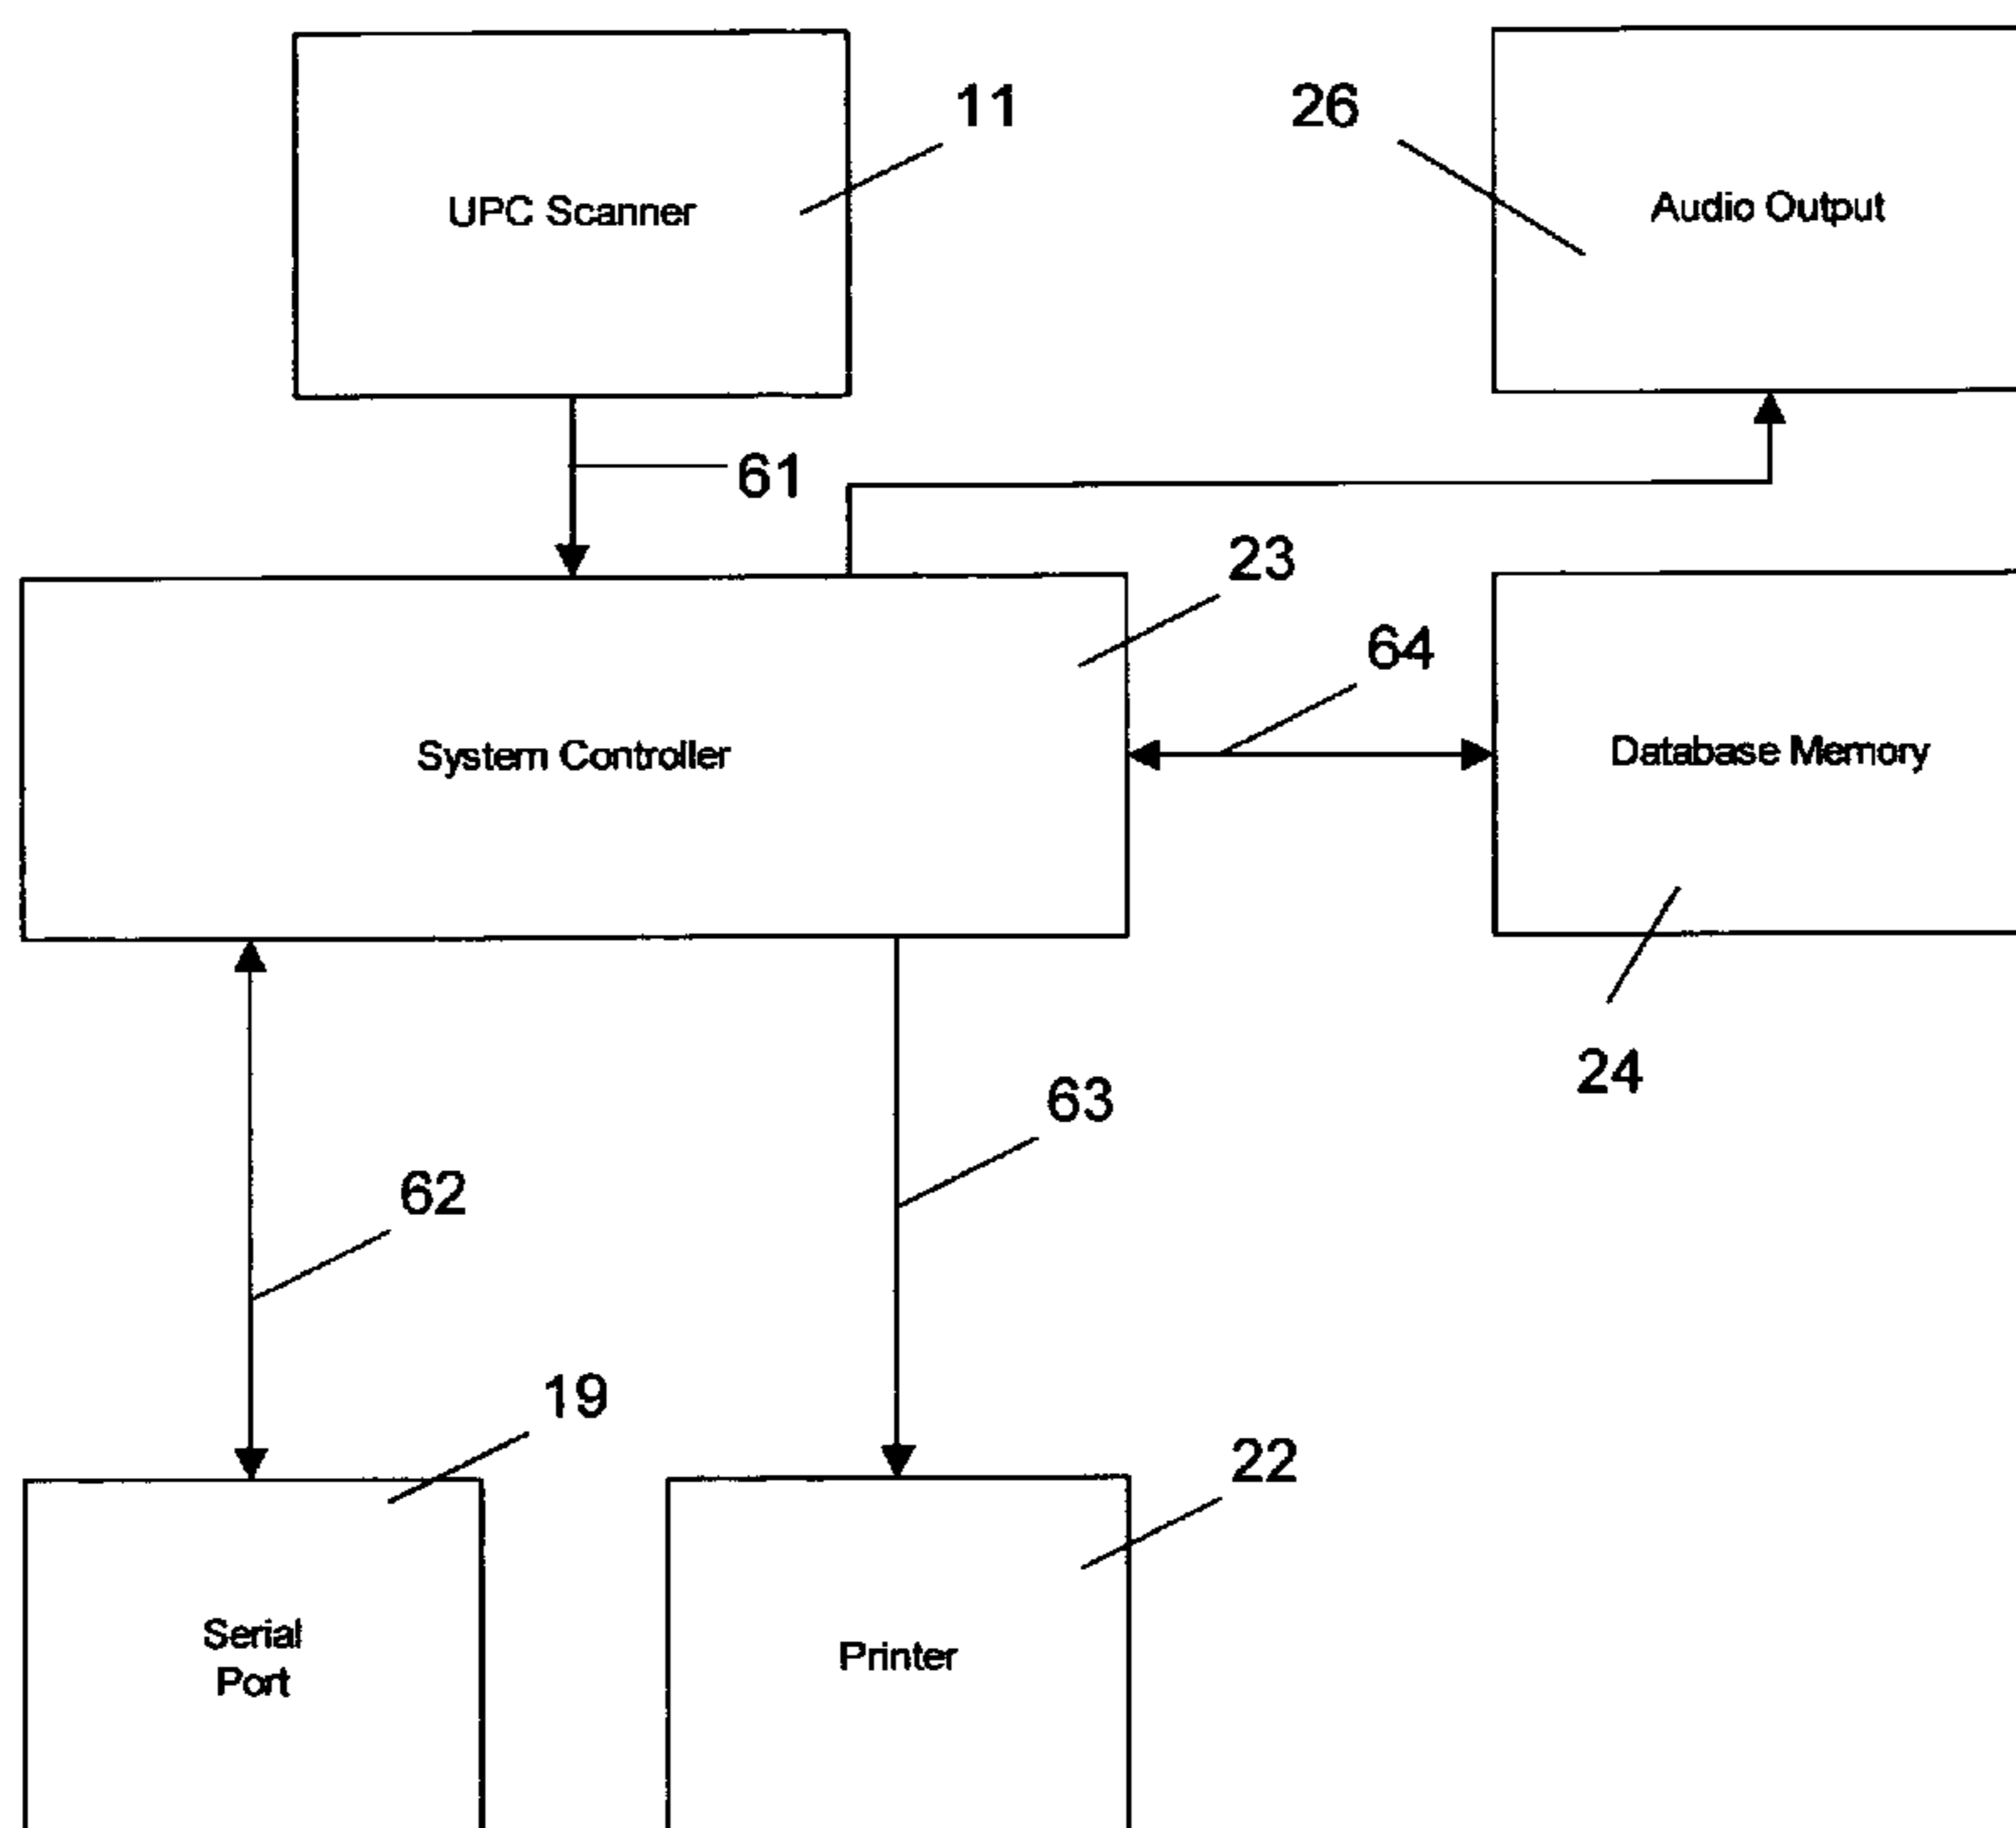 11
26
UPC Scanner
Audio Output
61
23
64
System Controller
Database Memory
24
63
62
19
22
Serial
Port
Printer